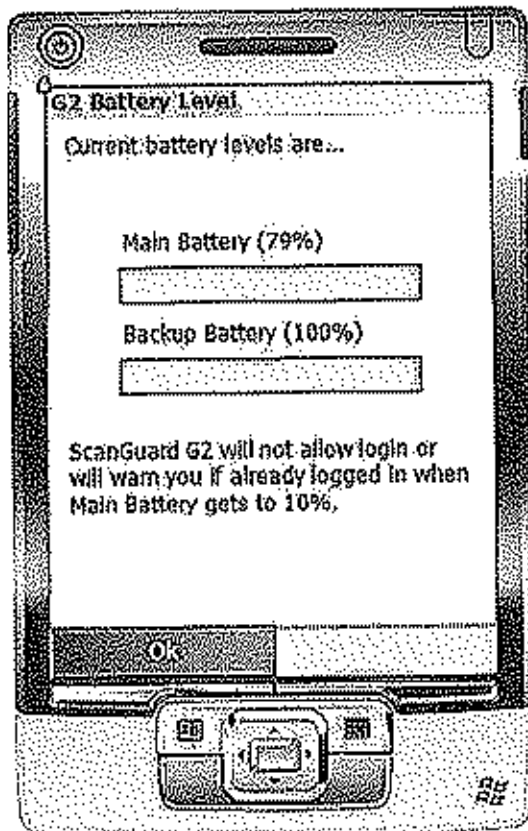 G2 Battery Level
Current battery levels are...
Main Battery (79%)
Backup Battery (100%)
ScanGuard G2 will not allow login or
will warn you if already logged in when
Main Battery gets to 10%.
Ok